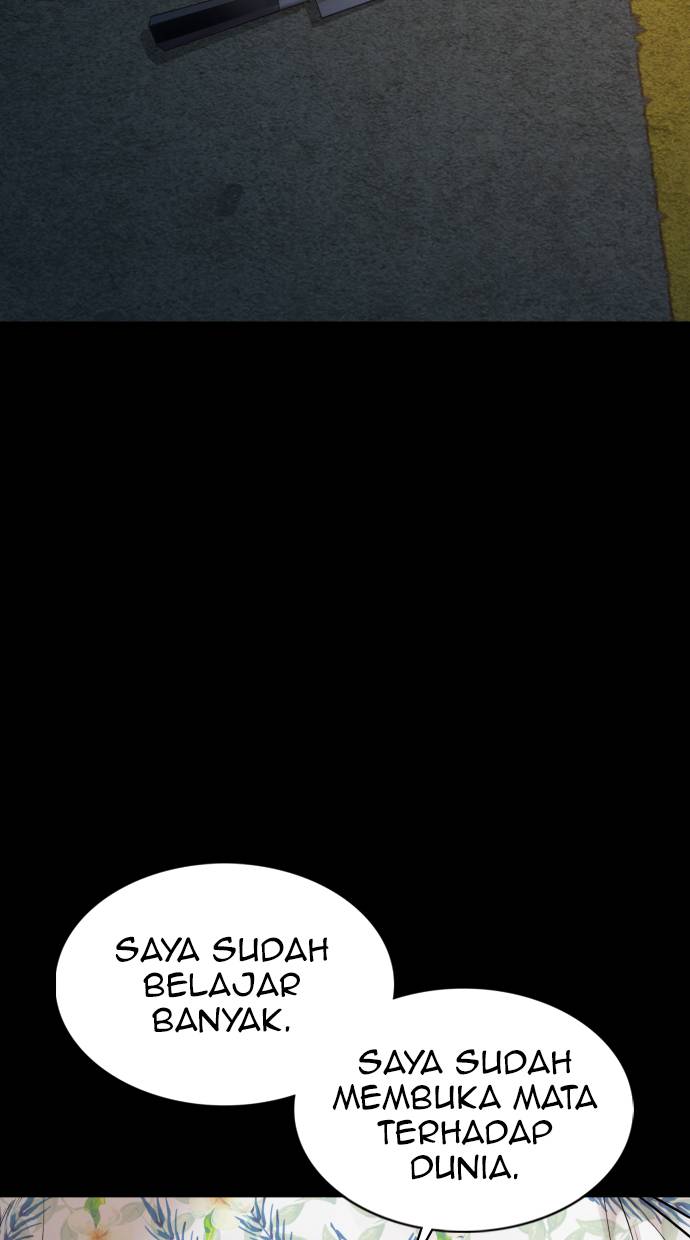 SAYA SUDAH
BELAJAR
BANYAK.
SAYA SUDAH
MEMBUKA MATA
TERHADAP
DUNIA.